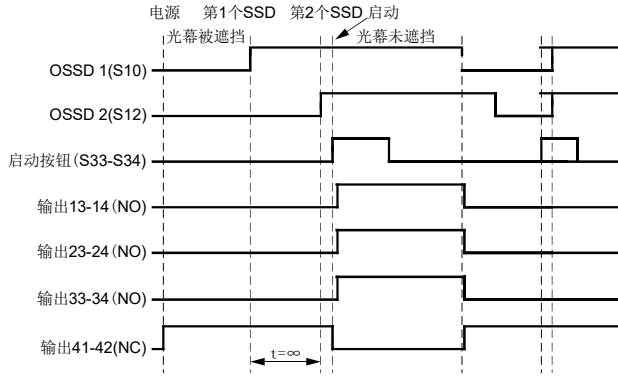 电源 第1个SSD 第2个SSD 启动
光幕被遮挡 光幕未遮挡
OSSD 1(S10)
OSSD 2(S12)
启动按钮(S33-S34)
输出13-14(NO)
输出23-24(NO)
输出33-34(NO)
输出41-42(NC)
t=∞